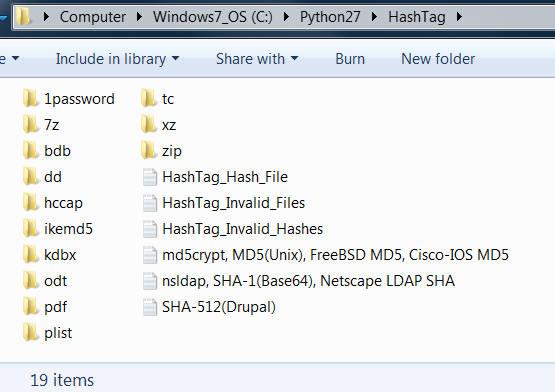 Computer Windows7_OS (C:) Python27 HashTag
e Include in library Share with Burn New folder
1password
7z
bdb
dd
hccap
ikemd5
kdbx
odt
pdf
plist
tc
xz
zip
HashTag_Hash_File
HashTag_Invalid_Files
HashTag_Invalid_Hashes
md5crypt, MD5(Unix), FreeBSD MD5, Cisco-IOS MD5
nsldap, SHA-1(Base64), Netscape LDAP SHA
SHA-512(Drupal)
19 items